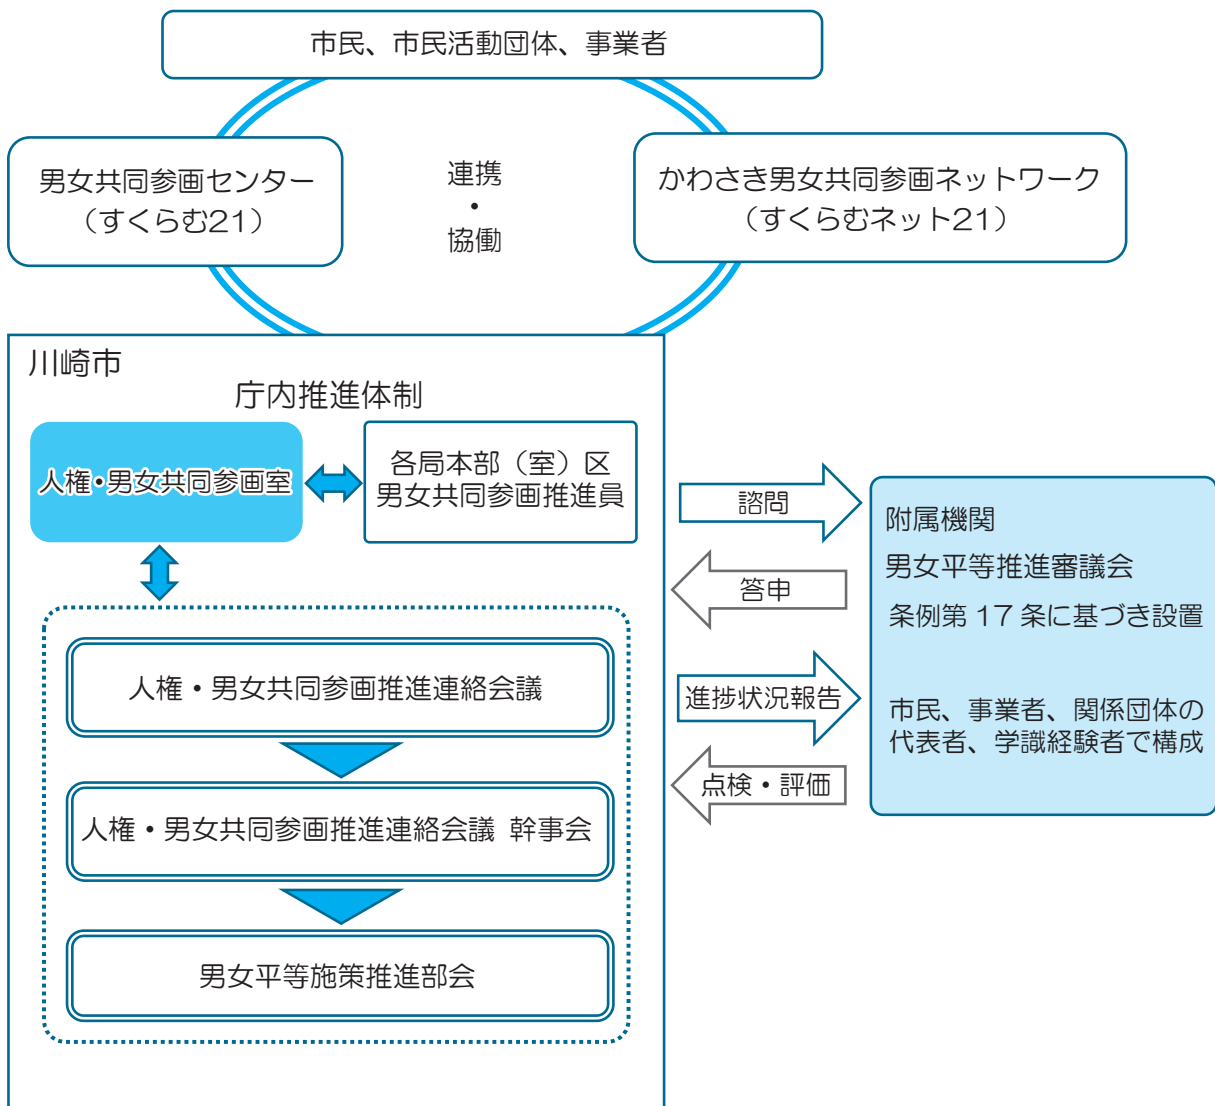 市民、市民活動団体、事業者
男女共同参画センター
（すくらむ21）
連携
・
協働
かわさき男女共同参画ネットワーク
（すくらむネット21）
川崎市
庁内推進体制
人権・男女共同参画室
各局本部（室）区
男女共同参画推進員
人権・男女共同参画推進連絡会議
人権・男女共同参画推進連絡会議 幹事会
男女平等施策推進部会
諮問
答申
進捗状況報告
点検・評価
附属機関
男女平等推進審議会
条例第 17 条に基づき設置
市民、事業者、関係団体の
代表者、学識経験者で構成